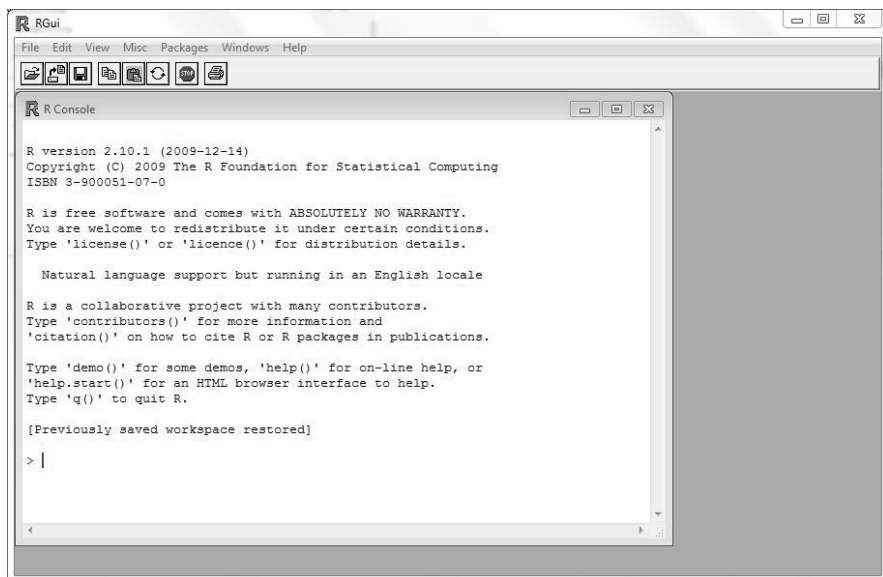 RGui
File Edit View Misc Packages Windows Help
STOP
R Console
R version 2.10.1 (2009-12-14)
Copyright (C) 2009 The R Foundation for Statistical Computing
ISBN 3-900051-07-0
R is free software and comes with ABSOLUTELY NO WARRANTY.
You are welcome to redistribute it under certain conditions.
Type 'license()' or 'licence()' for distribution details.
Natural language support but running in an English locale
R is a collaborative project with many contributors.
Type 'contributors()' for more information and
'citation()' on how to cite R or R packages in publications.
Type 'demo()' for some demos, 'help()' for on-line help, or
'help.start()' for an HTML browser interface to help.
Type 'q()' to quit R.
[Previously saved workspace restored]
>